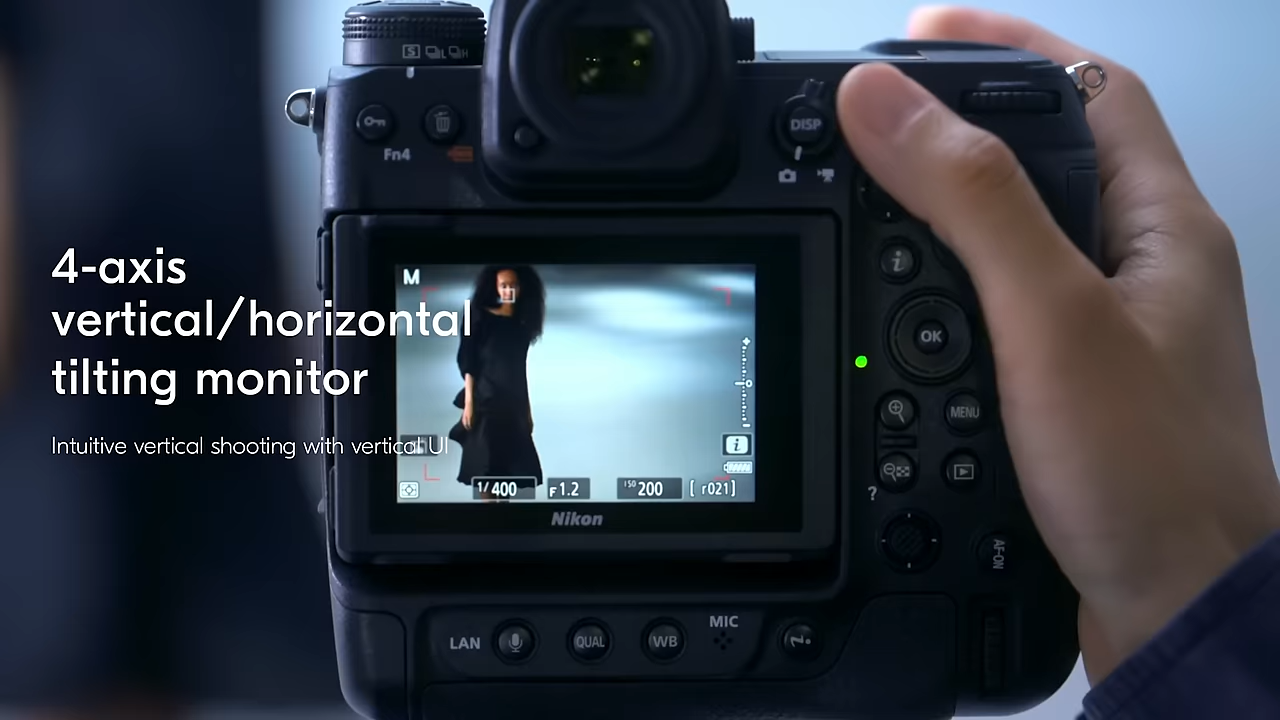 4-axis
vertical/horizontal
tilting monitor
Intuitive vertical shooting with vertical UI
S L H
Fn4
DISP
i
OK
MENU
?
AF-ON
M
i
1/400 F1.2 ISO 200 [ r021]
Nikon
LAN QUAL WB MIC